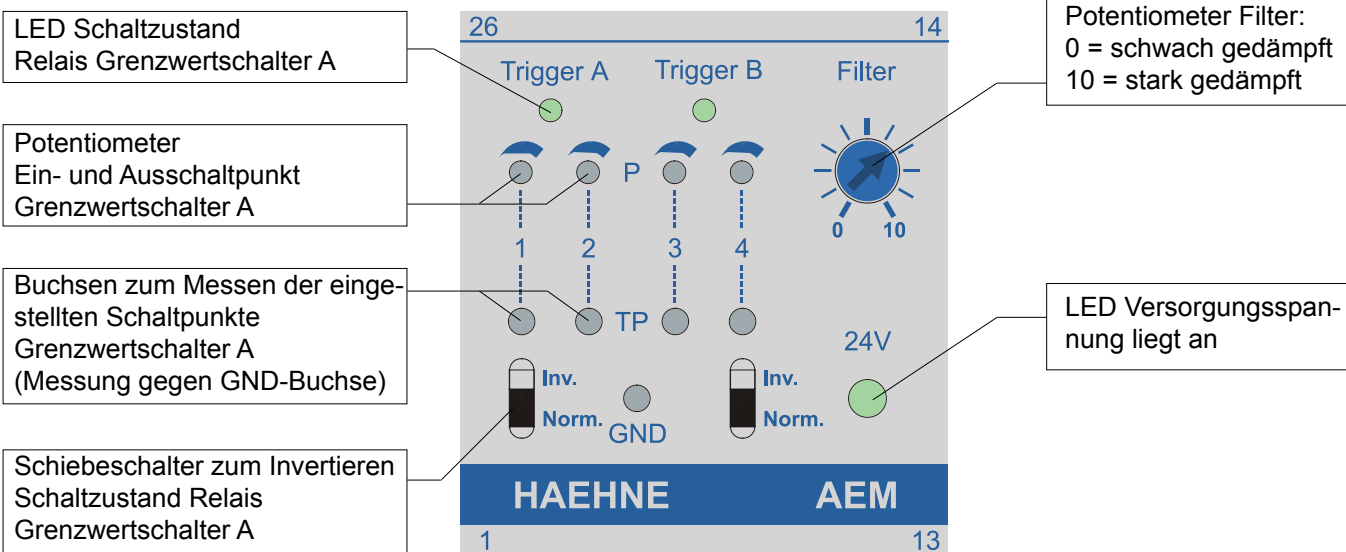 LED Schaltzustand
Relais Grenzwertschalter A
Potentiometer
Ein- und Ausschaltpunkt
Grenzwertschalter A
Buchsen zum Messen der einge-
stellten Schaltpunkte
Grenzwertschalter A
(Messung gegen GND-Buchse)
Schiebeschalter zum Invertieren
Schaltzustand Relais
Grenzwertschalter A
26 14
Trigger A Trigger B Filter
P
0 10
1 2 3 4
TP
24V
Inv. Inv.
Norm. Norm.
GND
HAEHNE AEM
1 13
Potentiometer Filter:
0 = schwach gedämpft
10 = stark gedämpft
LED Versorgungsspan-
nung liegt an